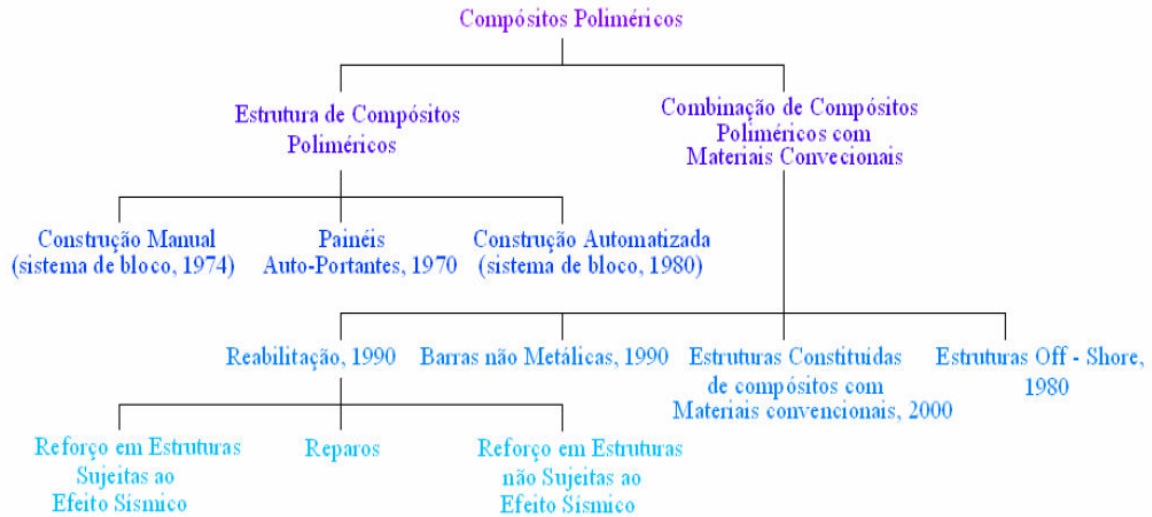 Compósitos Poliméricos
Estrutura de Compósitos
Poliméricos
Combinação de Compósitos
Poliméricos com
Materiais Convecionais
Construção Manual
(sistema de bloco, 1974)
Painéis
Auto-Portantes, 1970
Construção Automatizada
(sistema de bloco, 1980)
Reabilitação, 1990
Barras não Metálicas, 1990
Estruturas Constituídas
de compósitos com
Materiais convencionais, 2000
Estruturas Off - Shore,
1980
Reforço em Estruturas
Sujeitas ao
Efeito Sísmico
Reparos
Reforço em Estruturas
não Sujeitas ao
Efeito Sísmico